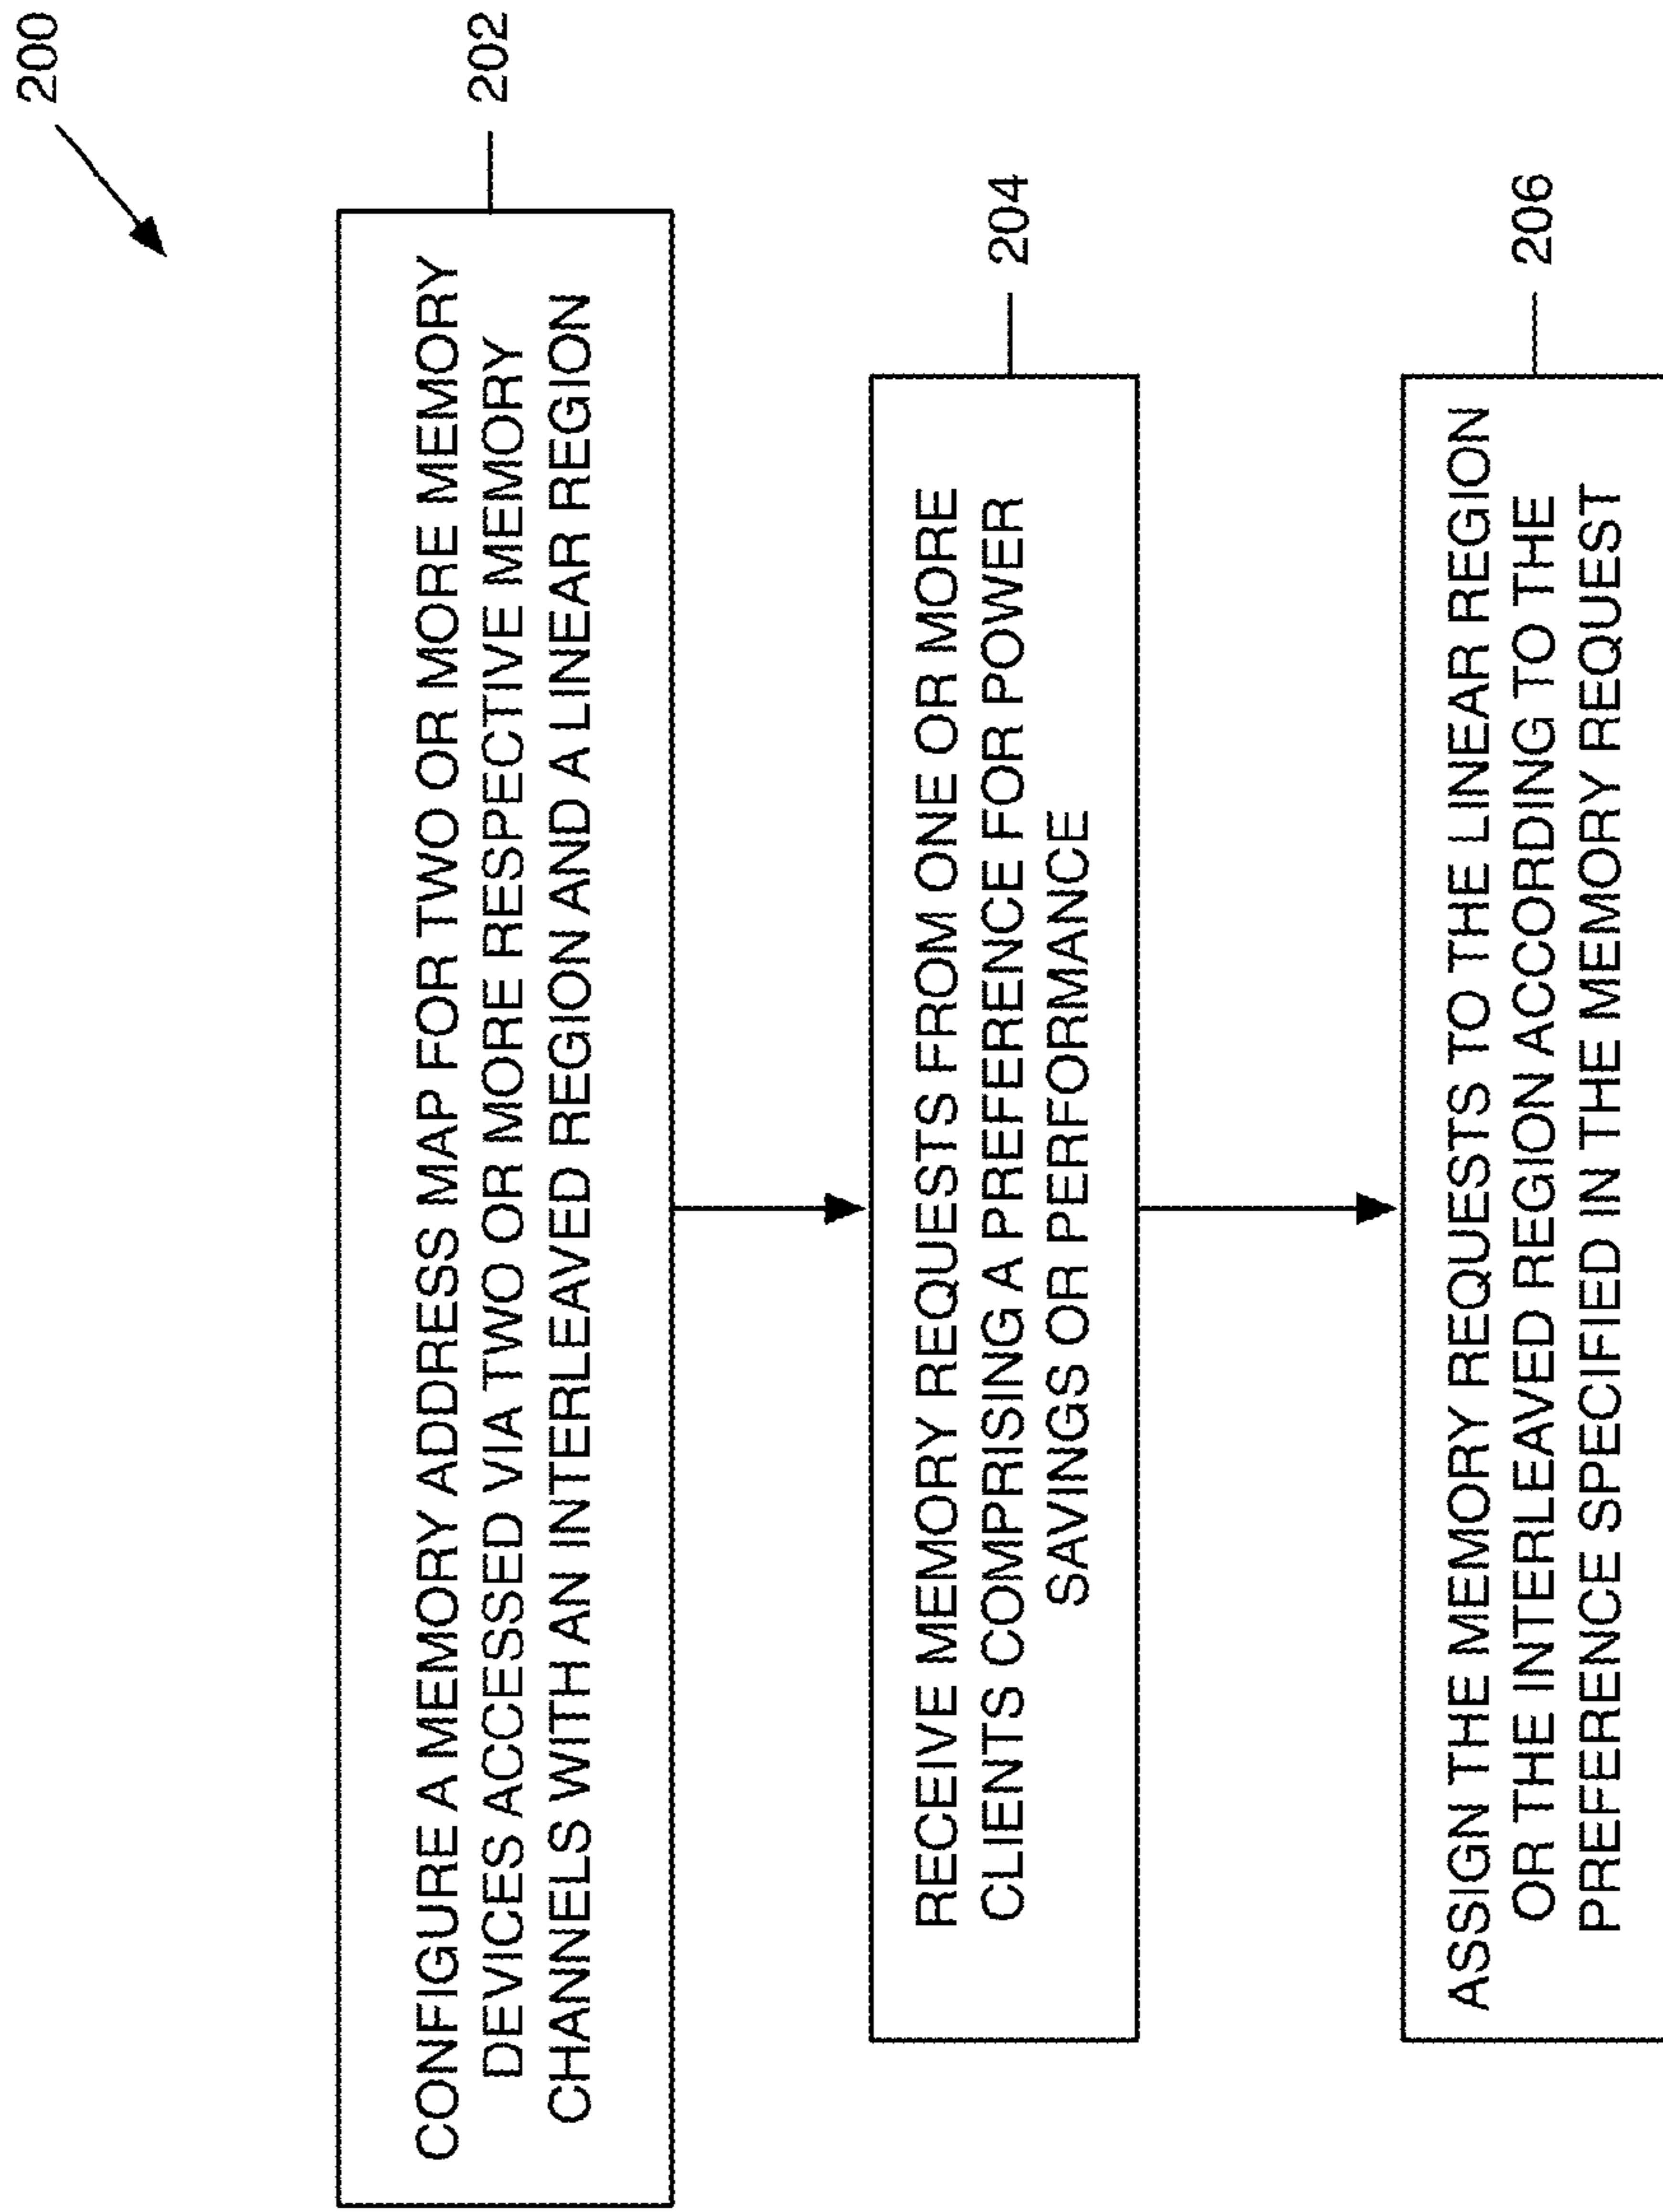 200
CONFIGURE A MEMORY ADDRESS MAP FOR TWO OR MORE MEMORY
DEVICES ACCESSED VIA TWO OR MORE RESPECTIVE MEMORY
CHANNELS WITH AN INTERLEAVED REGION AND A LINEAR REGION
202
RECEIVE MEMORY REQUESTS FROM ONE OR MORE
CLIENTS COMPRISING A PREFERENCE FOR POWER
SAVINGS OR PERFORMANCE
204
ASSIGN THE MEMORY REQUESTS TO THE LINEAR REGION
OR THE INTERLEAVED REGION ACCORDING TO THE
PREFERENCE SPECIFIED IN THE MEMORY REQUEST
206